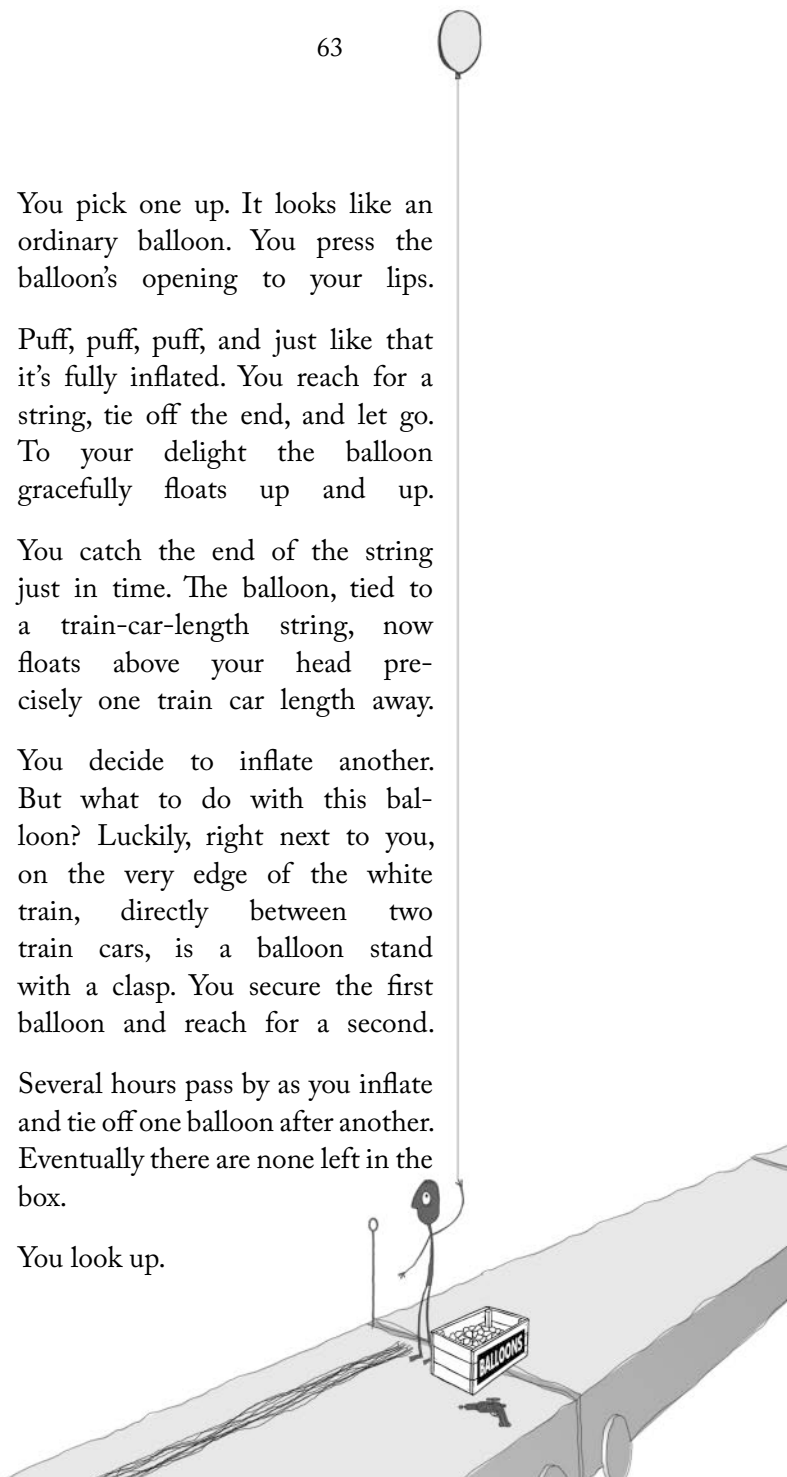 63
You pick one up. It looks like an
ordinary balloon. You press the
balloon's opening to your lips.
Puff, puff, puff, and just like that
it's fully inflated. You reach for a
string, tie off the end, and let go.
To your delight the balloon
gracefully floats up and up.
You catch the end of the string
just in time. The balloon, tied to
a train-car-length string, now
floats above your head pre-
cisely one train car length away.
You decide to inflate another.
But what to do with this bal-
loon? Luckily, right next to you,
on the very edge of the white
train, directly between two
train cars, is a balloon stand
with a clasp. You secure the first
balloon and reach for a second.
Several hours pass by as you inflate
and tie off one balloon after another.
Eventually there are none left in the
box.
You look up.
BALLOONS